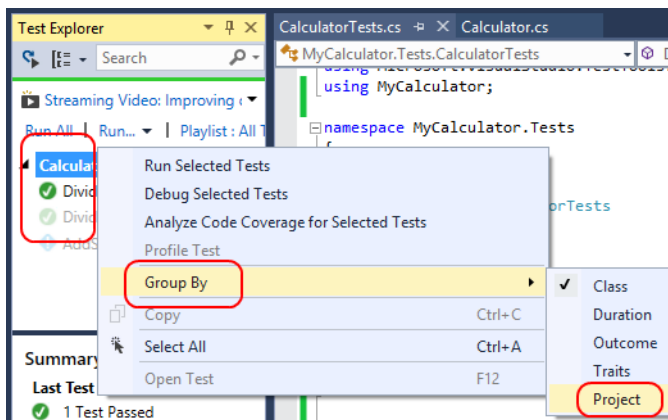 Test Explorer
CalculatorTests.cs
Calculator.cs
Search
MyCalculator.Tests.CalculatorTests
Streaming Video: Improving
using MyCalculator;
Run All | Run... | Playlist : All
namespace MyCalculator.Tests
{
Run Selected Tests
Debug Selected Tests
Analyze Code Coverage for Selected Tests
Profile Test
Group By
Copy Ctrl+C
Select All Ctrl+A
Open Test F12
Class
Duration
Outcome
Traits
Project
Summary
Last Test
1 Test Passed